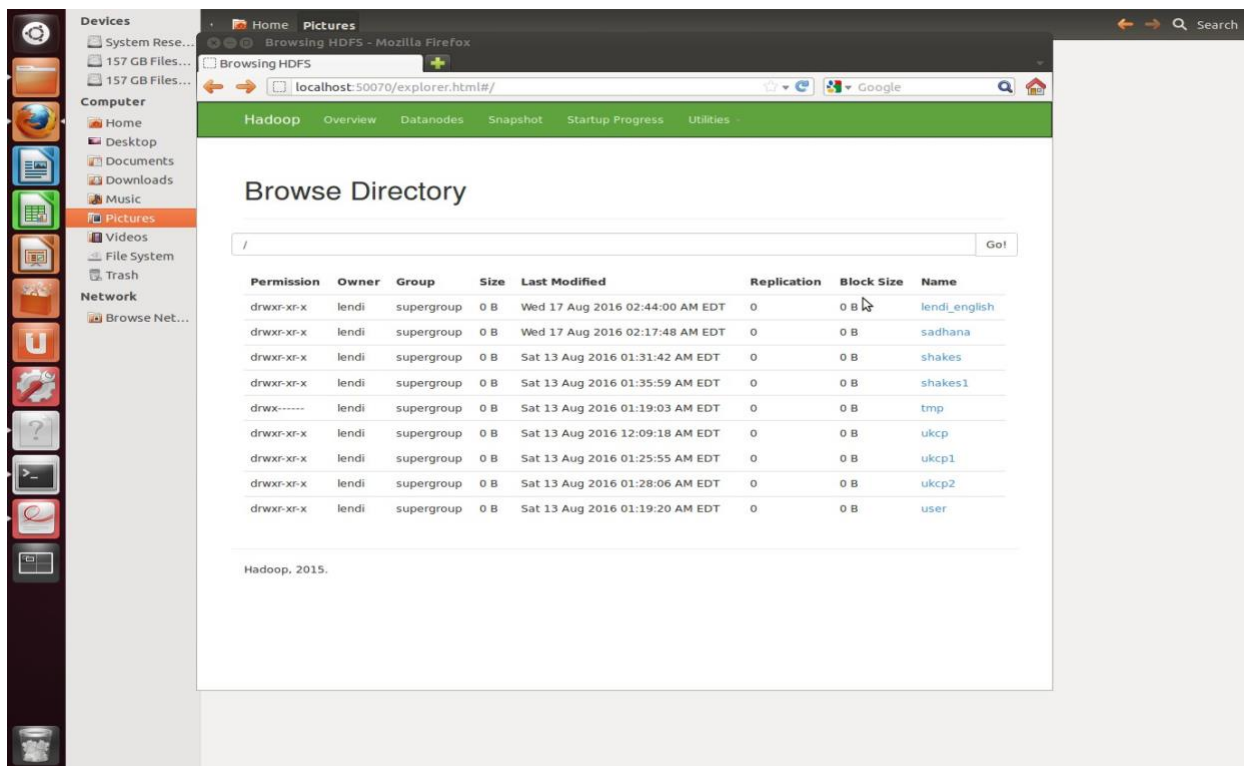 Devices
System Rese...
157 GB Files...
157 GB Files...
Computer
Home
Desktop
Documents
Downloads
Music
Pictures
Videos
File System
Trash
Network
Browse Net...
Home Pictures
Search
Browsing HDFS - Mozilla Firefox
Browsing HDFS
localhost:50070/explorer.html#/
Google
Hadoop Overview Datanodes Snapshot Startup Progress Utilities
Browse Directory
/ Go!
Permission Owner Group Size Last Modified Replication Block Size Name
drwxr-xr-x lendi supergroup 0 B Wed 17 Aug 2016 02:44:00 AM EDT 0 0 B lendi_english
drwxr-xr-x lendi supergroup 0 B Wed 17 Aug 2016 02:17:48 AM EDT 0 0 B sadhana
drwxr-xr-x lendi supergroup 0 B Sat 13 Aug 2016 01:31:42 AM EDT 0 0 B shakes
drwxr-xr-x lendi supergroup 0 B Sat 13 Aug 2016 01:35:59 AM EDT 0 0 B shakes1
drwx------ lendi supergroup 0 B Sat 13 Aug 2016 01:19:03 AM EDT 0 0 B tmp
drwxr-xr-x lendi supergroup 0 B Sat 13 Aug 2016 12:09:18 AM EDT 0 0 B ukcp
drwxr-xr-x lendi supergroup 0 B Sat 13 Aug 2016 01:25:55 AM EDT 0 0 B ukcp1
drwxr-xr-x lendi supergroup 0 B Sat 13 Aug 2016 01:28:06 AM EDT 0 0 B ukcp2
drwxr-xr-x lendi supergroup 0 B Sat 13 Aug 2016 01:19:20 AM EDT 0 0 B user
Hadoop, 2015.